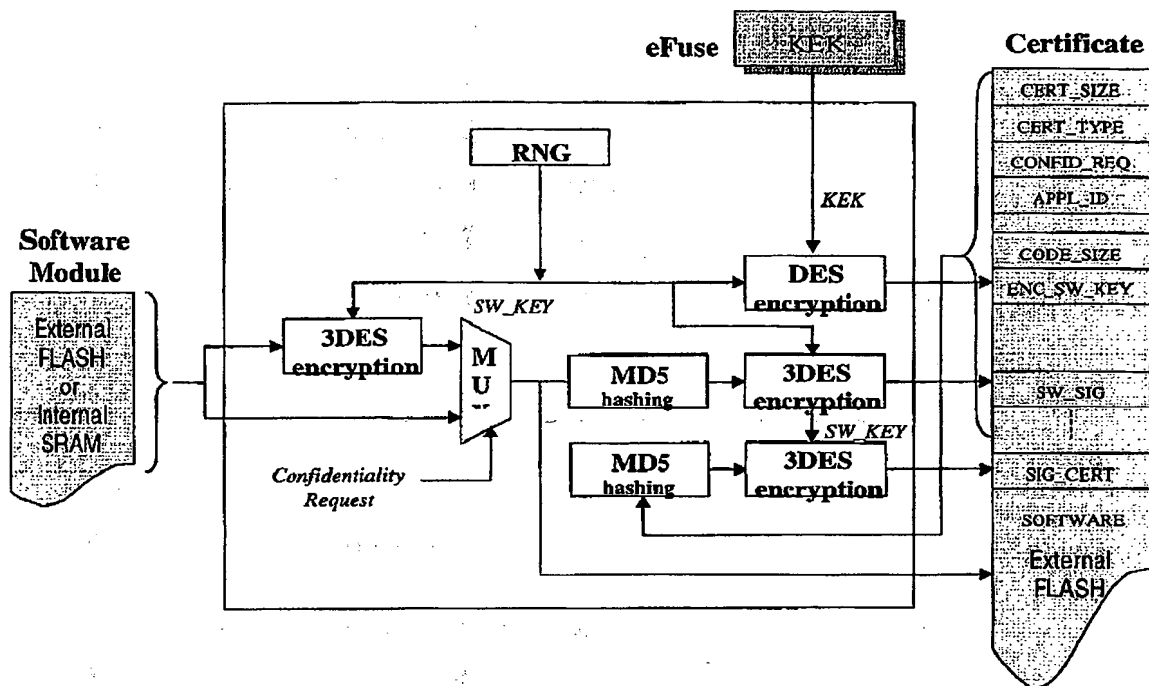 eFuse
KEK
Certificate
CERT_SIZE
CERT_TYPE
CONFID_REQ
APPL_ID
CODE_SIZE
ENC_SW_KEY
SW_SIG
SIG_CERT
SOFTWARE
External
FLASH
RNG
KEK
Software
Module
External
FLASH
or
Internal
SRAM
DES
encryption
SW_KEY
3DES
encryption
M
U
MD5
hashing
3DES
encryption
SW_KEY
MD5
hashing
3DES
encryption
Confidentiality
Request